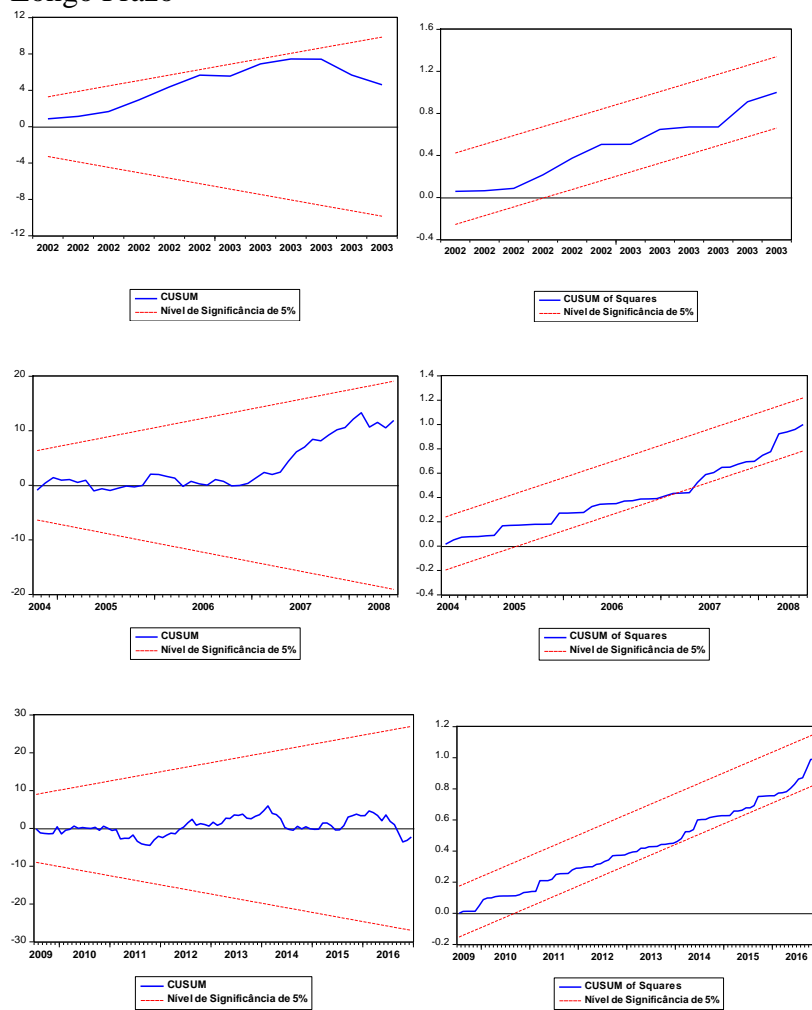 Longo Prazo
12
8
4
0
-4
-8
-12
2002 2002 2002 2002 2002 2002 2003 2003 2003 2003 2003 2003
CUSUM
Nível de Significância de 5%
1.6
1.2
0.8
0.4
0.0
-0.4
2002 2002 2002 2002 2002 2002 2003 2003 2003 2003 2003 2003
CUSUM of Squares
Nível de Significância de 5%
20
10
0
-10
-20
2004 2005 2006 2007 2008
CUSUM
Nível de Significância de 5%
1.4
1.2
1.0
0.8
0.6
0.4
0.2
0.0
-0.2
-0.4
2004 2005 2006 2007 2008
CUSUM of Squares
Nível de Significância de 5%
30
20
10
0
-10
-20
-30
2009 2010 2011 2012 2013 2014 2015 2016
CUSUM
Nível de Significância de 5%
1.2
1.0
0.8
0.6
0.4
0.2
0.0
-0.2
2009 2010 2011 2012 2013 2014 2015 2016
CUSUM of Squares
Nível de Significância de 5%